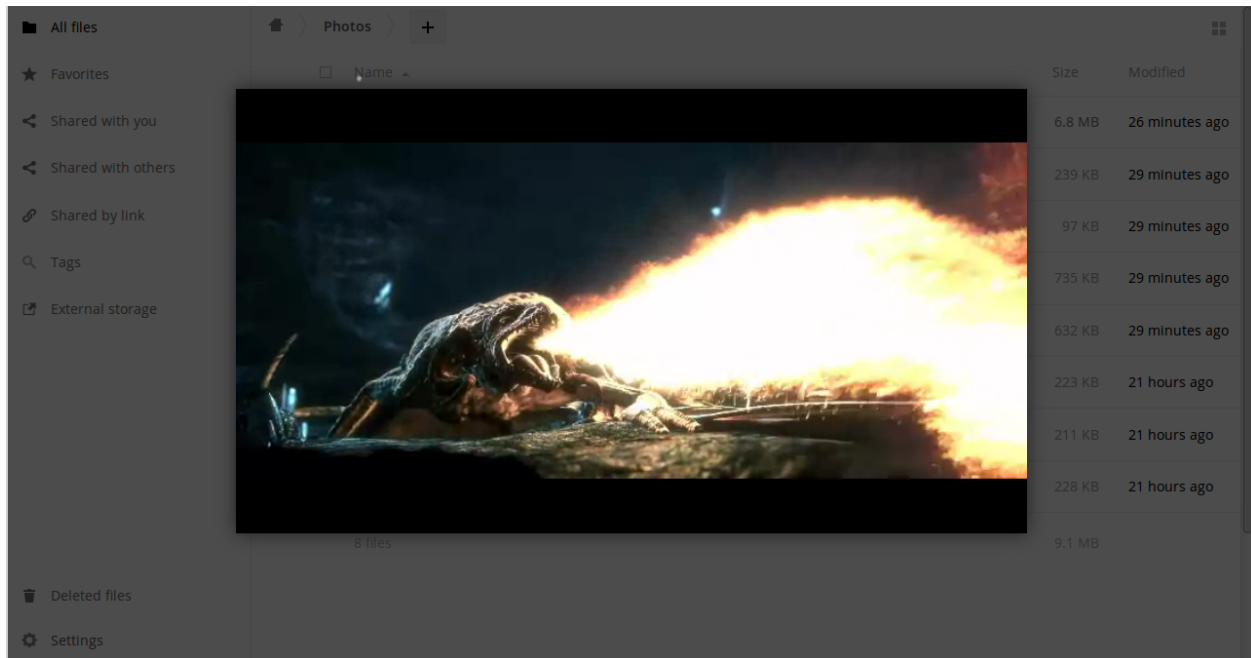 All files
Photos
+
Favorites
Name
Size
Modified
Shared with you
6.8 MB
26 minutes ago
Shared with others
239 KB
29 minutes ago
Shared by link
97 KB
29 minutes ago
Tags
735 KB
29 minutes ago
External storage
632 KB
29 minutes ago
223 KB
21 hours ago
211 KB
21 hours ago
228 KB
21 hours ago
8 files
9.1 MB
Deleted files
Settings